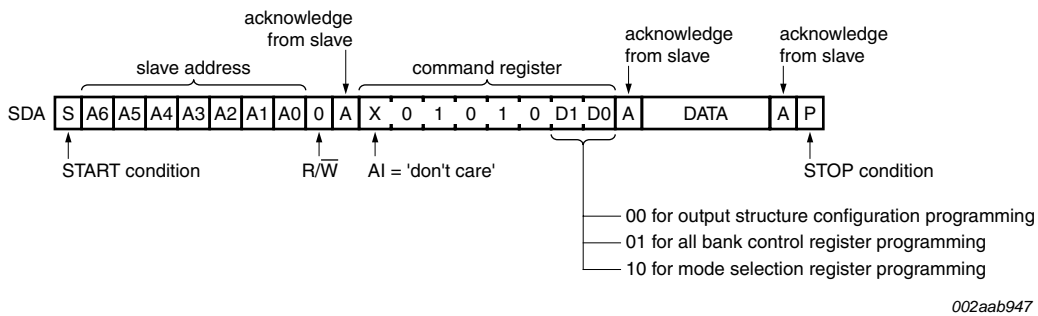 acknowledge from slave
acknowledge from slave
acknowledge from slave
slave address
command register
SDA S A6 A5 A4 A3 A2 A1 A0 0 A X 0 1 0 1 0 D1 D0 A DATA A P
START condition
R/W̅
AI = 'don't care'
STOP condition
00 for output structure configuration programming
01 for all bank control register programming
10 for mode selection register programming
002aab947